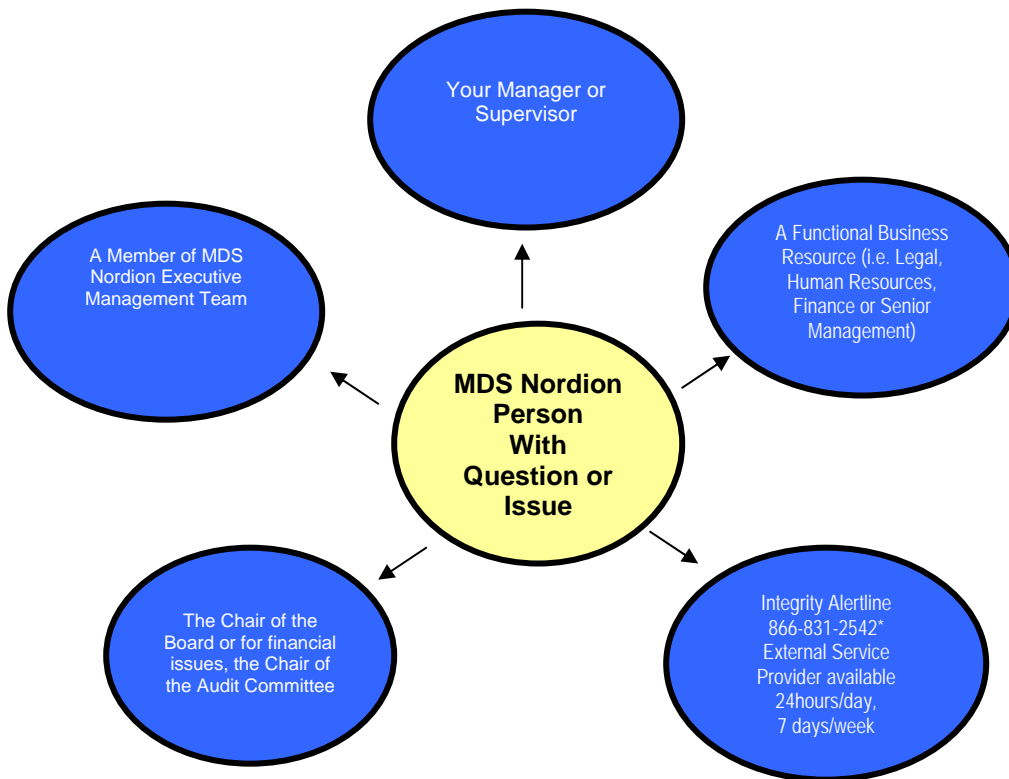 Your Manager or
Supervisor
A Member of MDS
Nordion Executive
Management Team
A Functional Business
Resource (i.e. Legal,
Human Resources,
Finance or Senior
Management)
MDS Nordion
Person
With
Question or
Issue
The Chair of the
Board or for financial
issues, the Chair of
the Audit Committee
Integrity Alertline
866-831-2542*
External Service
Provider available
24hours/day,
7 days/week